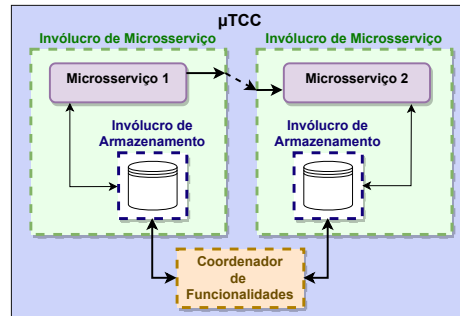 μTCC
Invólucro de Microsserviço
Invólucro de Microsserviço
Microsserviço 1
Microsserviço 2
Invólucro de
Armazenamento
Invólucro de
Armazenamento
Coordenador
de
Funcionalidades